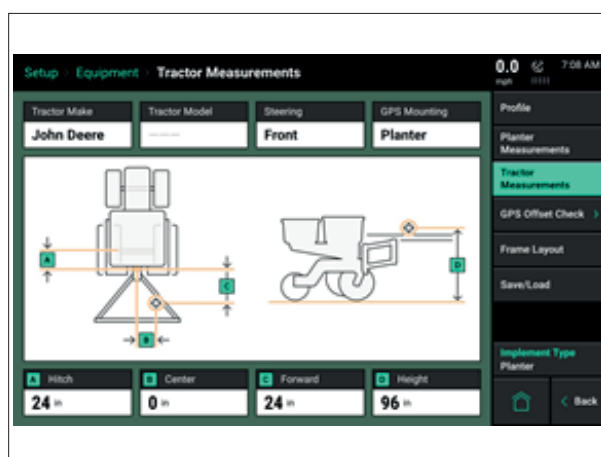 Setup Equipment Tractor Measurements
0.0
mph
7:08 AM
Tractor Make
John Deere
Tractor Model
---
Steering
Front
GPS Mounting
Planter
A
B
C
D
A Hitch
24 in
B Center
0 in
C Forward
24 in
D Height
96 in
Profile
Planter
Measurements
Tractor
Measurements
GPS Offset Check >
Frame Layout
Save/Load
Implement Type
Planter
< Back